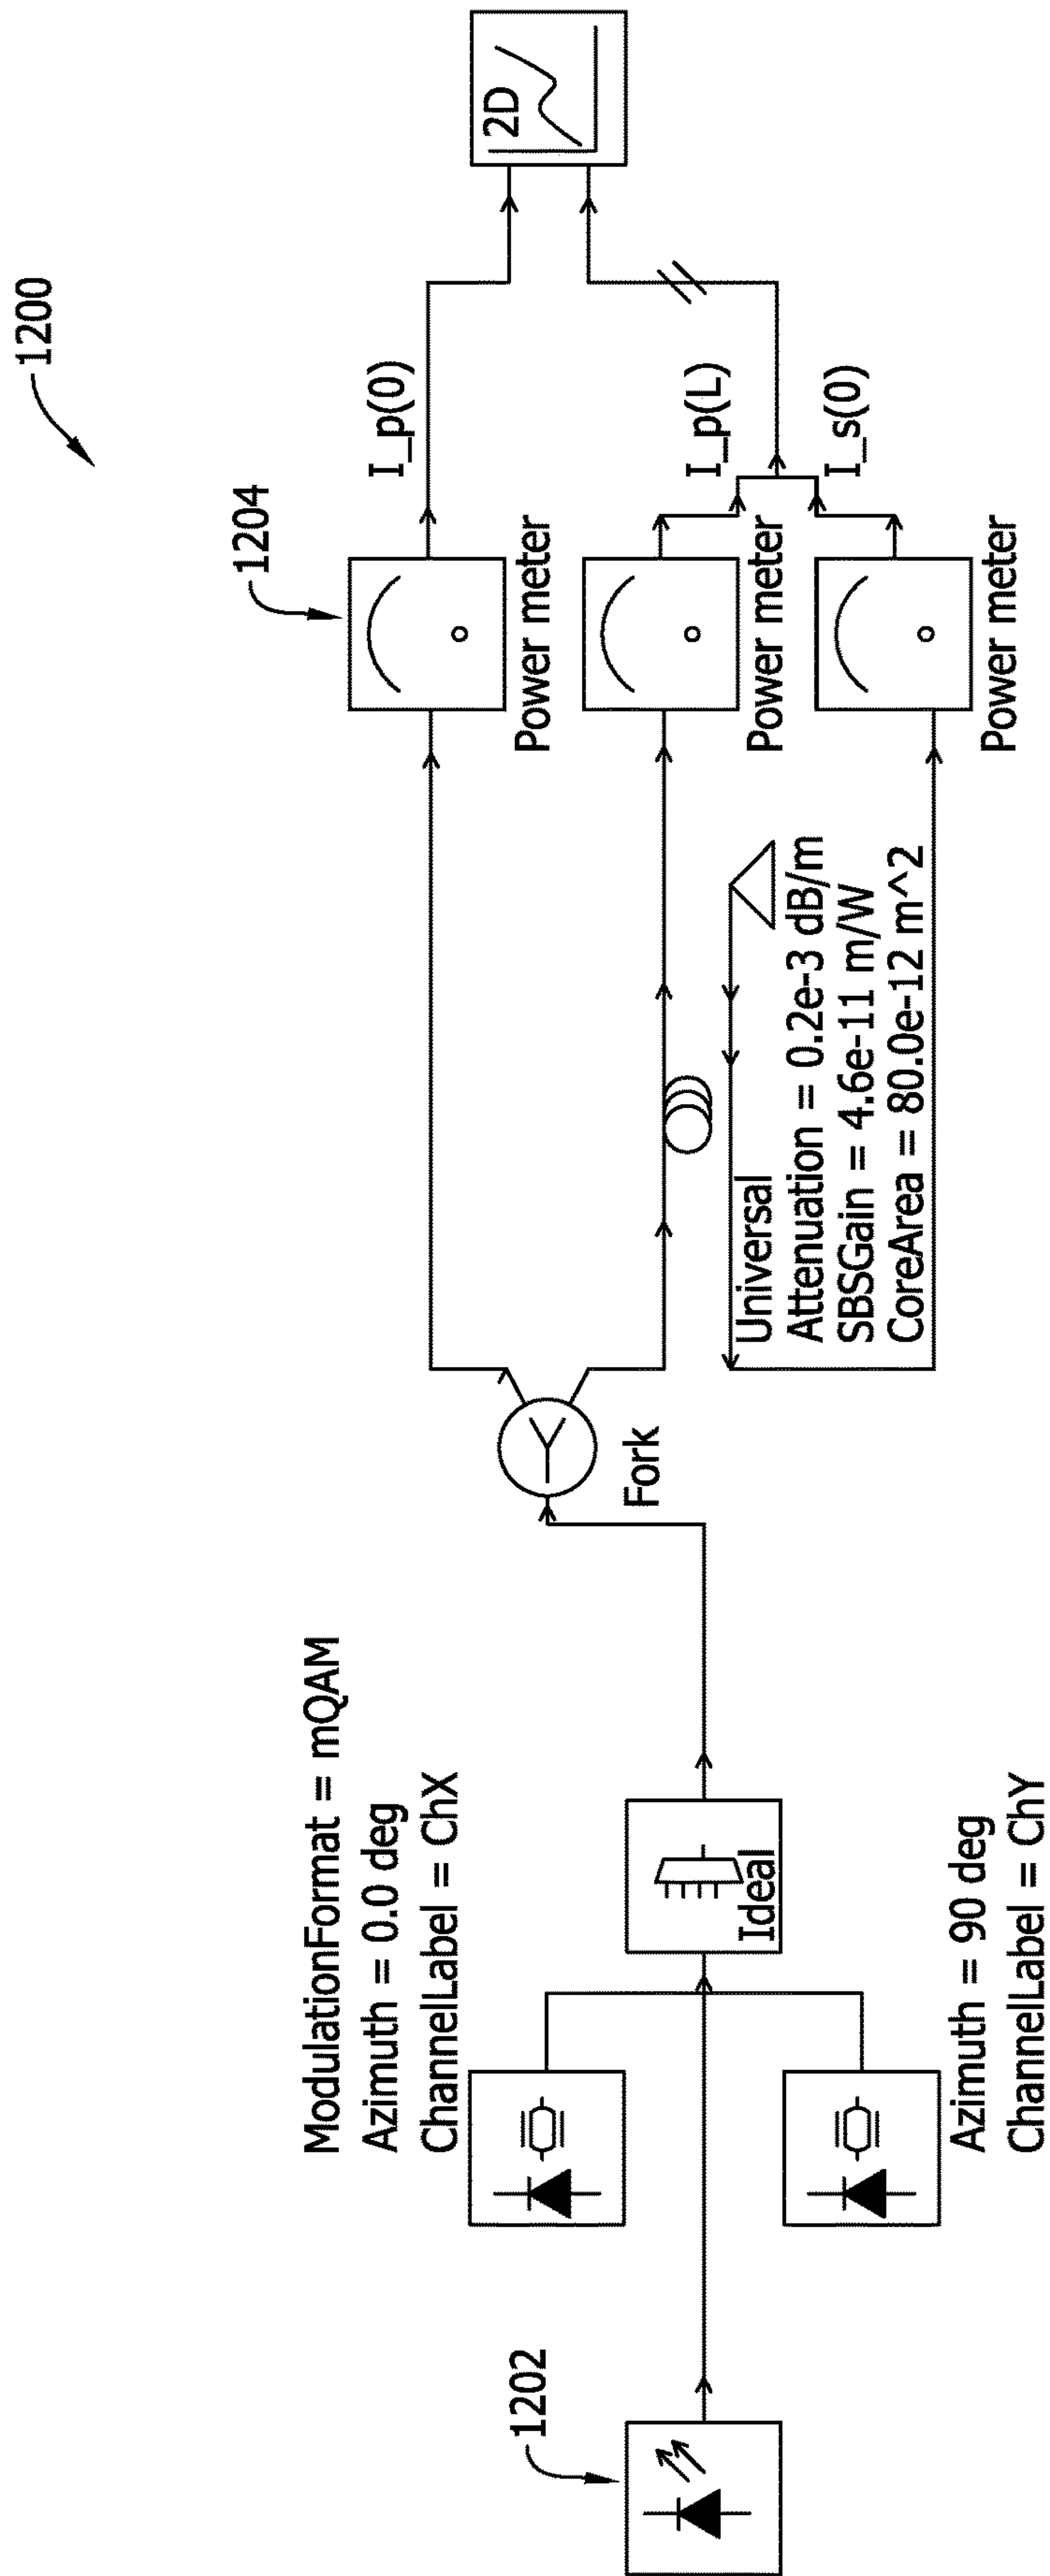 1200
1202
ModulationFormat = mQAM
Azimuth = 0.0 deg
ChannelLabel = ChX
Azimuth = 90 deg
ChannelLabel = ChY
Ideal
Fork
Universal
Attenuation = 0.2e-3 dB/m
SBSGain = 4.6e-11 m/W
CoreArea = 80.0e-12 m^2
1204
Power meter
Power meter
Power meter
I_p(0)
I_p(L)
I_s(0)
2D